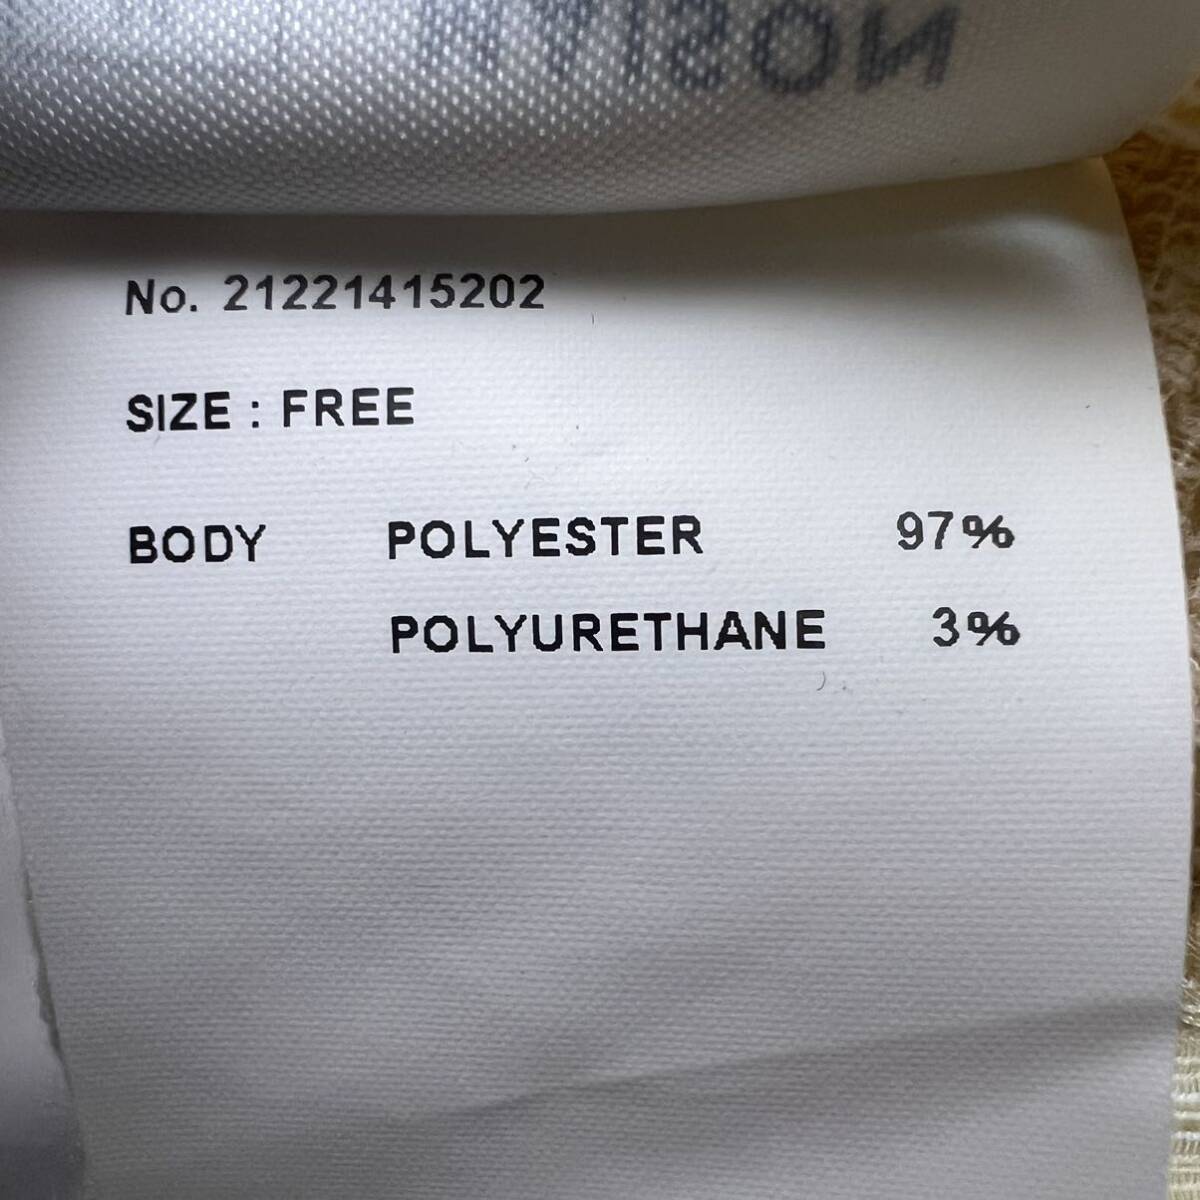 No. 21221415202
SIZE : FREE
BODY POLYESTER 97%
POLYURETHANE 3%